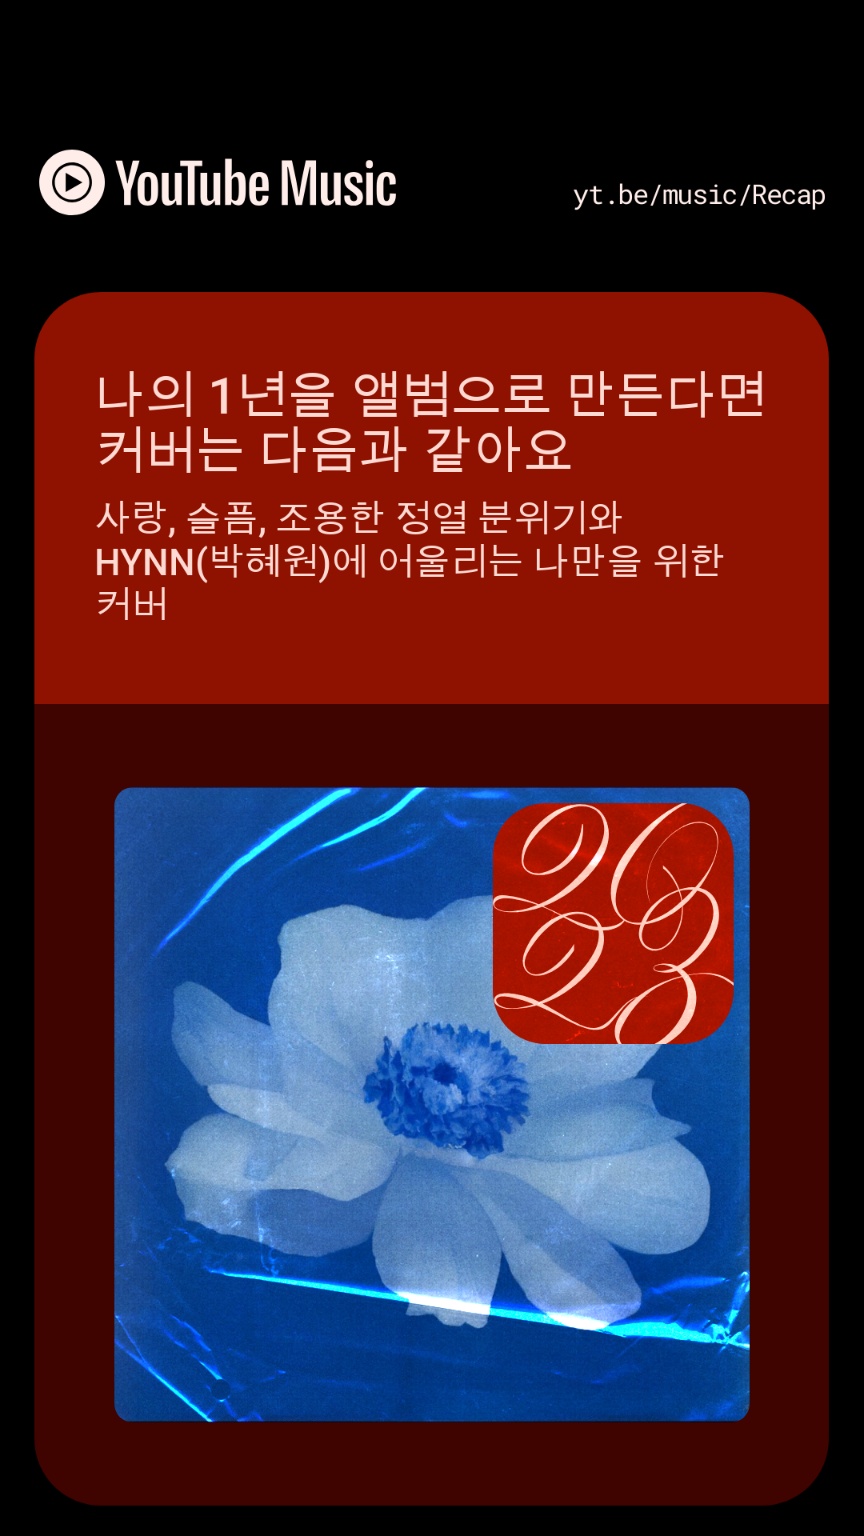 YouTube Music
yt.be/music/Recap
나의 1년을 앨범으로 만든다면
커버는 다음과 같아요
사랑, 슬픔, 조용한 정열 분위기와
HYNN(박혜원)에 어울리는 나만을 위한
커버
20
23